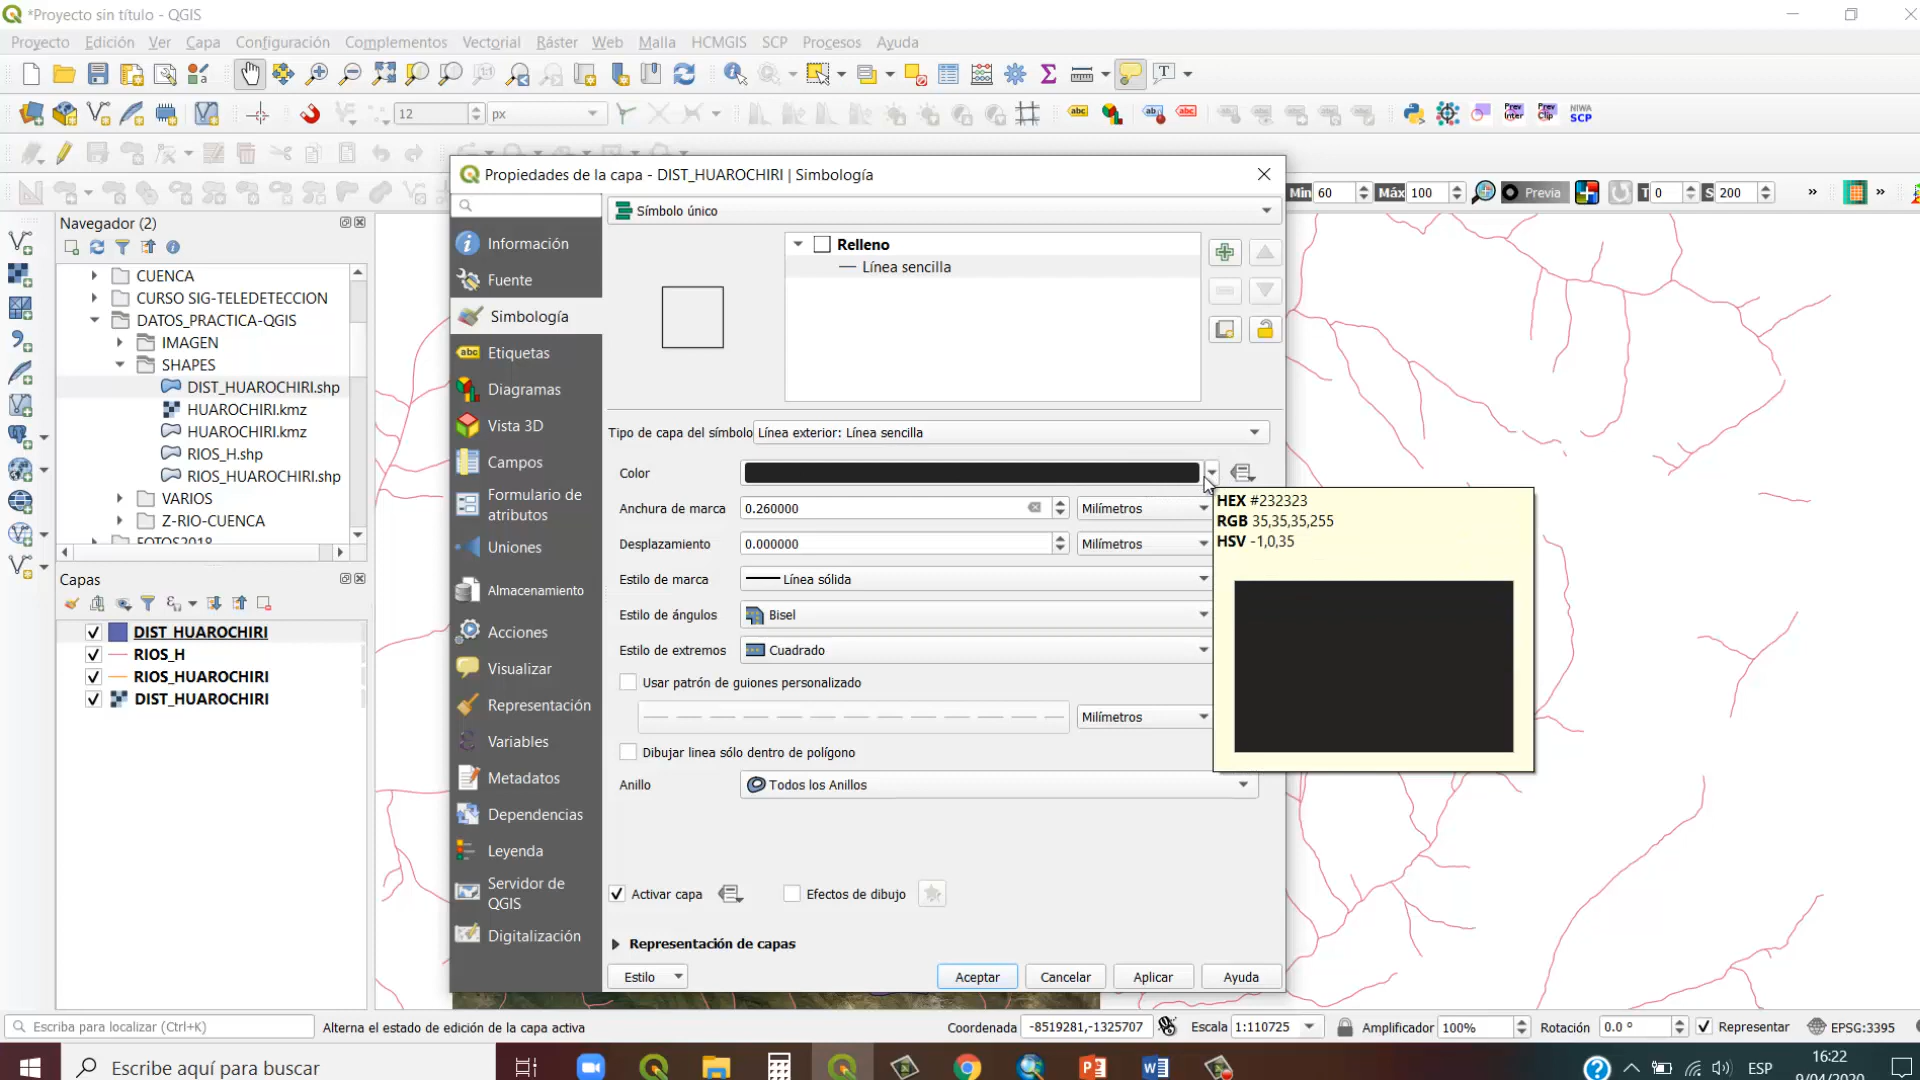 *Proyecto sin título - QGIS
Proyecto Edición Ver Capa Configuración Complementos Vectorial Ráster Web Malla HCMGIS SCP Procesos Ayuda
12 px
NIWA SCP
Min 60 Máx 100 Previa T 0 S 200
Navegador (2)
CUENCA
CURSO SIG-TELEDETECCION
DATOS_PRACTICA-QGIS
IMAGEN
SHAPES
DIST_HUAROCHIRI.shp
HUAROCHIRI.kmz
HUAROCHIRI.kmz
RIOS_H.shp
RIOS_HUAROCHIRI.shp
VARIOS
Z-RIO-CUENCA
FOTOS2018
Capas
DIST_HUAROCHIRI
RIOS_H
RIOS_HUAROCHIRI
DIST_HUAROCHIRI
Propiedades de la capa - DIST_HUAROCHIRI | Simbología
Información
Fuente
Simbología
Etiquetas
Diagramas
Vista 3D
Campos
Formulario de
atributos
Uniones
Almacenamiento
Acciones
Visualizar
Representación
Variables
Metadatos
Dependencias
Leyenda
Servidor de
QGIS
Digitalización
Símbolo único
Relleno
Línea sencilla
Tipo de capa del símbolo Línea exterior: Línea sencilla
Color
Anchura de marca 0.260000 Milímetros
Desplazamiento 0.000000 Milímetros
Estilo de marca Línea sólida
Estilo de ángulos Bisel
Estilo de extremos Cuadrado
Usar patrón de guiones personalizado
Milímetros
Dibujar linea sólo dentro de polígono
Anillo Todos los Anillos
Activar capa Efectos de dibujo
Representación de capas
Estilo Aceptar Cancelar Aplicar Ayuda
HEX #232323
RGB 35,35,35,255
HSV -1,0,35
Escriba para localizar (Ctrl+K) Alterna el estado de edición de la capa activa Coordenada -8519281,-1325707 Escala 1:110725 Amplificador 100% Rotación 0.0 ° Representar EPSG:3395
Escribe aquí para buscar
ESP
16:22
9/04/2020